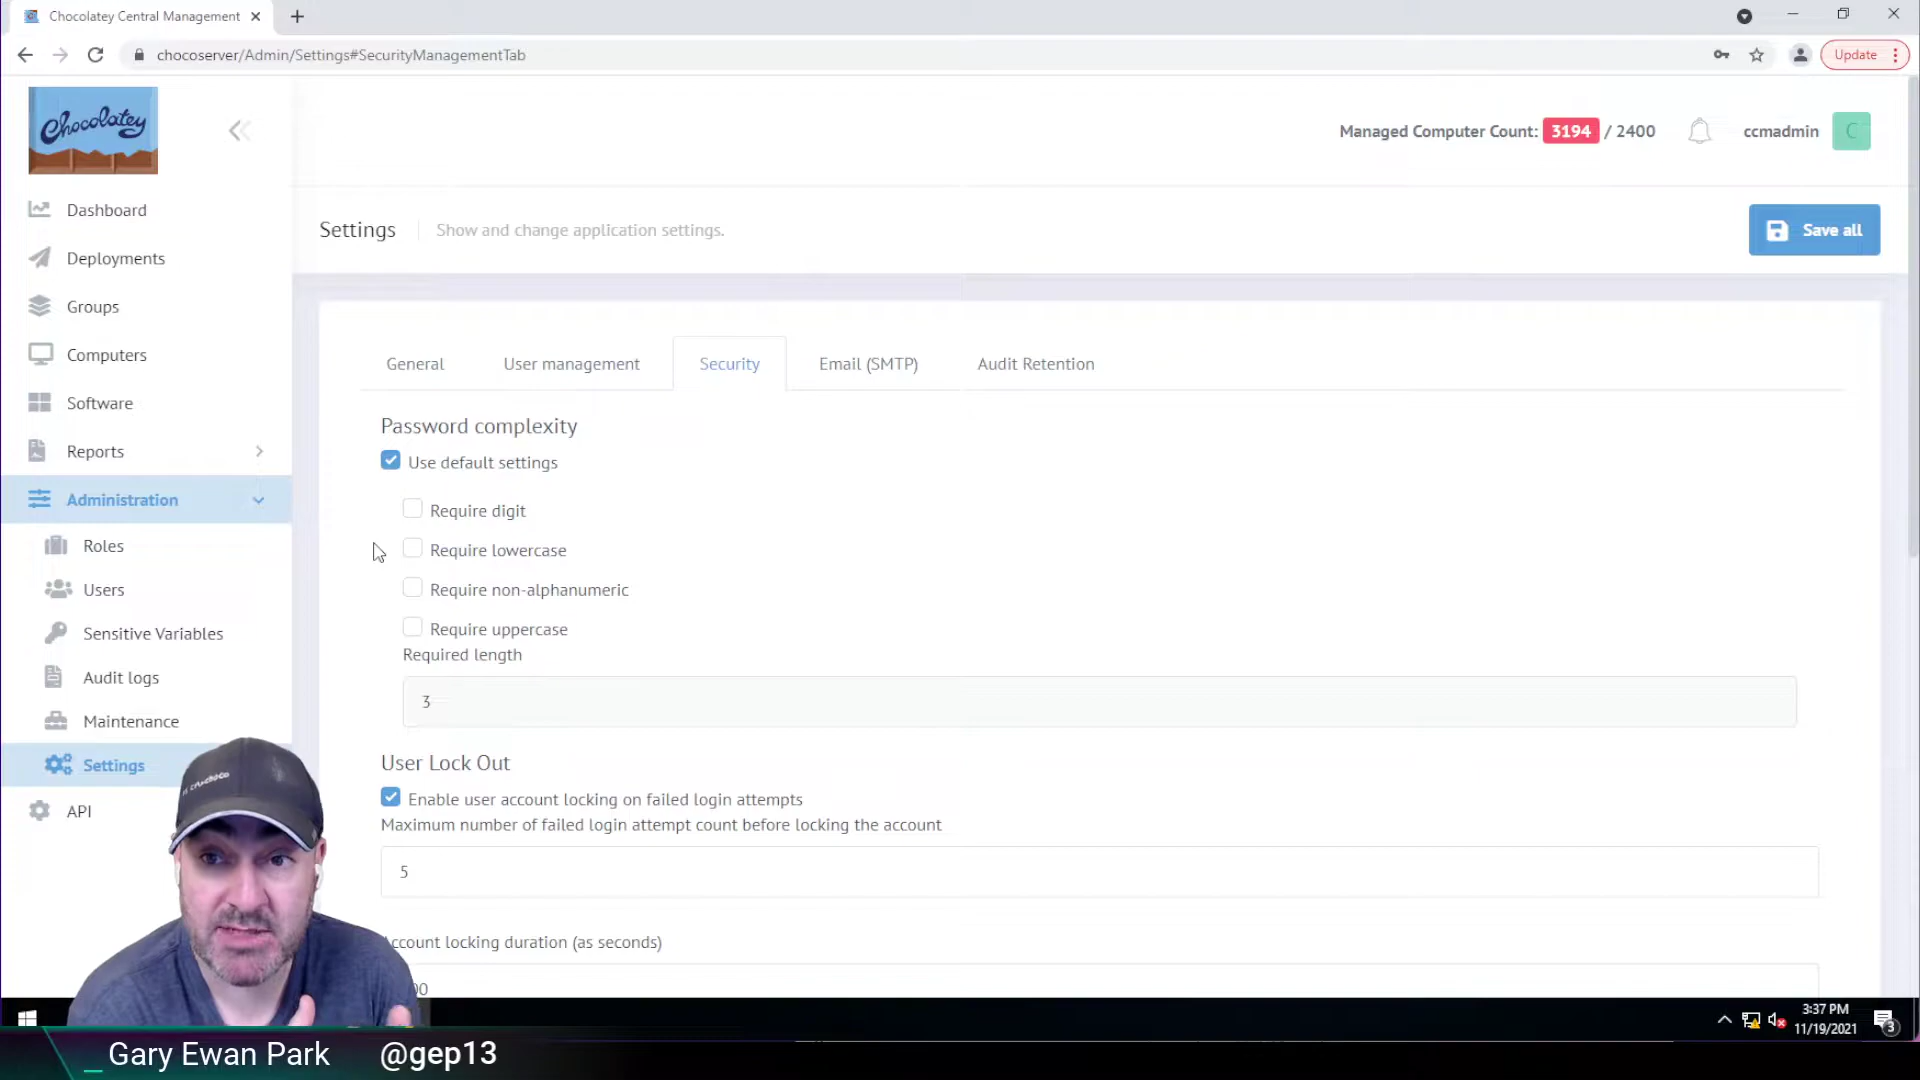 Chocolatey Central Management
chocoserver/Admin/Settings#SecurityManagementTab
Update
Chocolatey
Managed Computer Count: 3194 / 2400
ccmadmin
C
Dashboard
Deployments
Groups
Computers
Software
Reports
Administration
Roles
Users
Sensitive Variables
Audit logs
Maintenance
Settings
API
Settings
Show and change application settings.
Save all
General
User management
Security
Email (SMTP)
Audit Retention
Password complexity
Use default settings
Require digit
Require lowercase
Require non-alphanumeric
Require uppercase
Required length
3
User Lock Out
Enable user account locking on failed login attempts
Maximum number of failed login attempt count before locking the account
5
ccount locking duration (as seconds)
00
3:37 PM
11/19/2021
3
_ Gary Ewan Park
@gep13